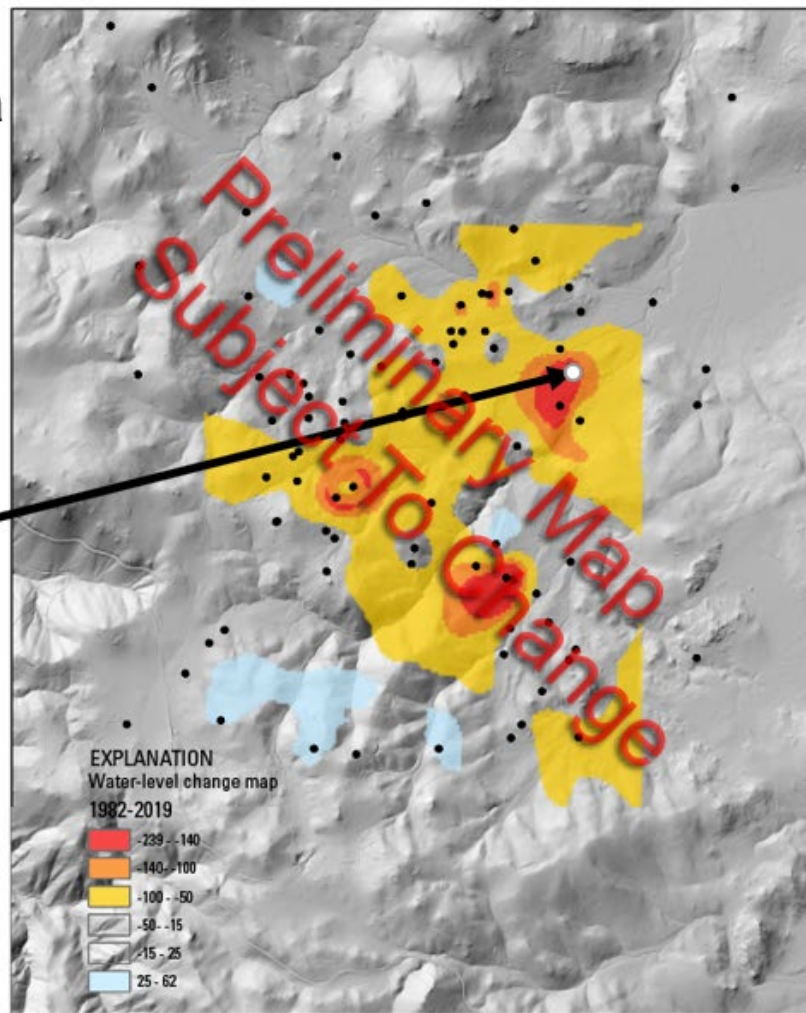 Preliminary Map
Subject To Change
EXPLANATION
Water-level change map
1982-2019
-239 - -140
-140 - -100
-100 - -50
-50 - -15
-15 - 25
25 - 62